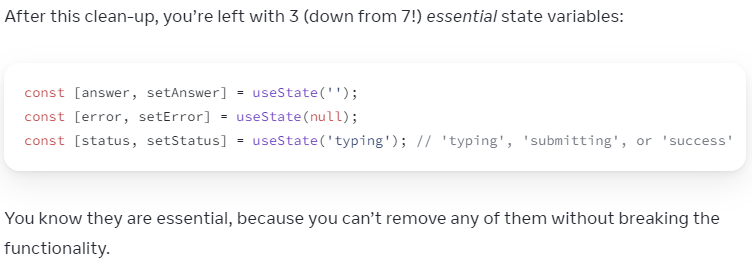 After this clean-up, you’re left with 3 (down from 7!) essential state variables:
const [answer, setAnswer] = useState('');
const [error, setError] = useState(null);
const [status, setStatus] = useState('typing'); // 'typing', 'submitting', or 'success'
You know they are essential, because you can’t remove any of them without breaking the
functionality.